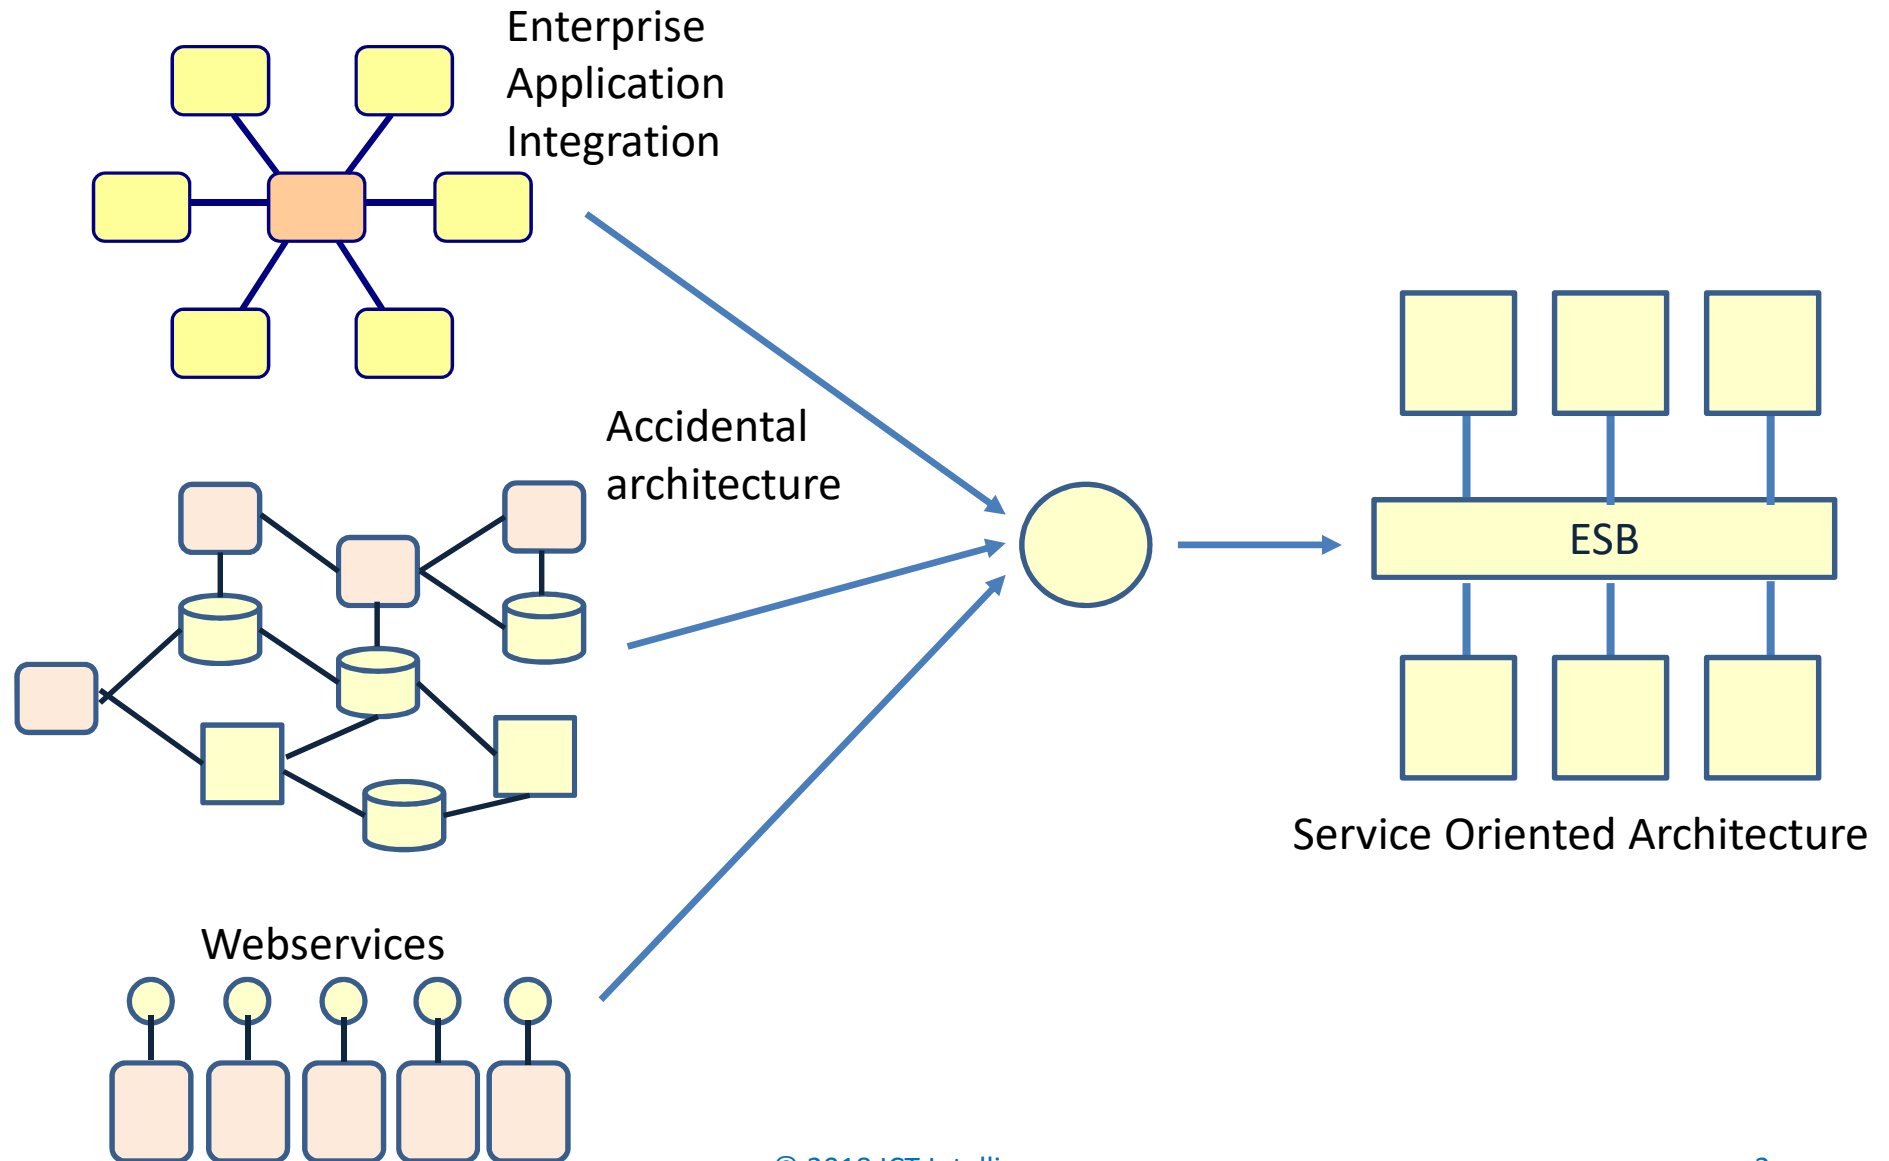 Enterprise
Application
Integration
Accidental
architecture
ESB
Service Oriented Architecture
Webservices